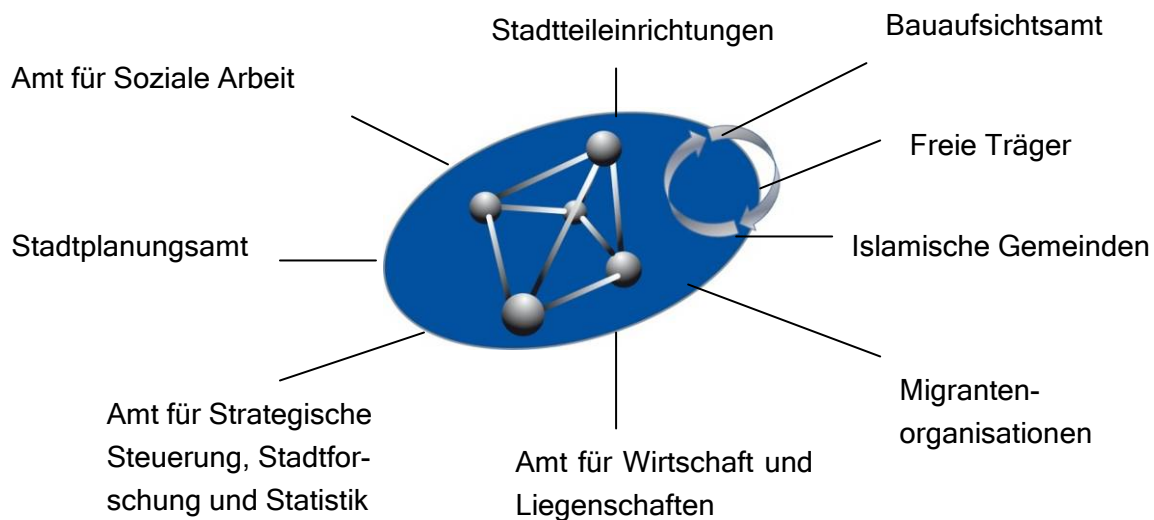 Stadtteileinrichtungen
Bauaufsichtsamt
Amt für Soziale Arbeit
Freie Träger
Stadtplanungsamt
Islamische Gemeinden
Migranten-
organisationen
Amt für Strategische
Steuerung, Stadtfor-
schung und Statistik
Amt für Wirtschaft und
Liegenschaften